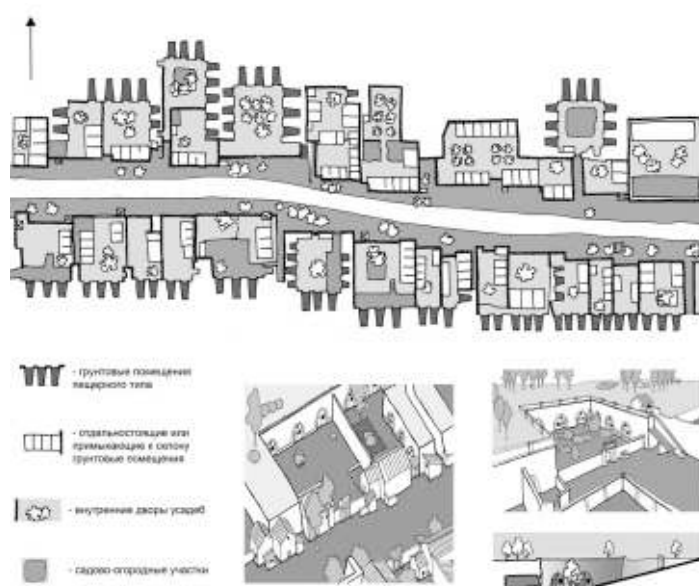 - грунтовые помещения
пещерного типа
- отдельностоящие или
примыкающие к склону
грунтовые помещения
- внутренние дворы усадеб
- садово-огородные участки